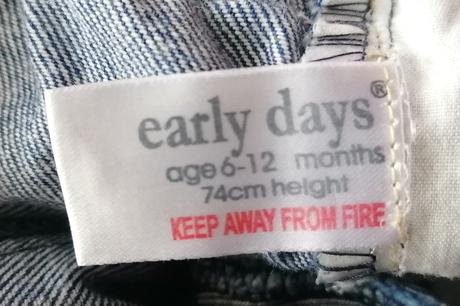 early days®
age 6-12 months
74cm height
KEEP AWAY FROM FIRE